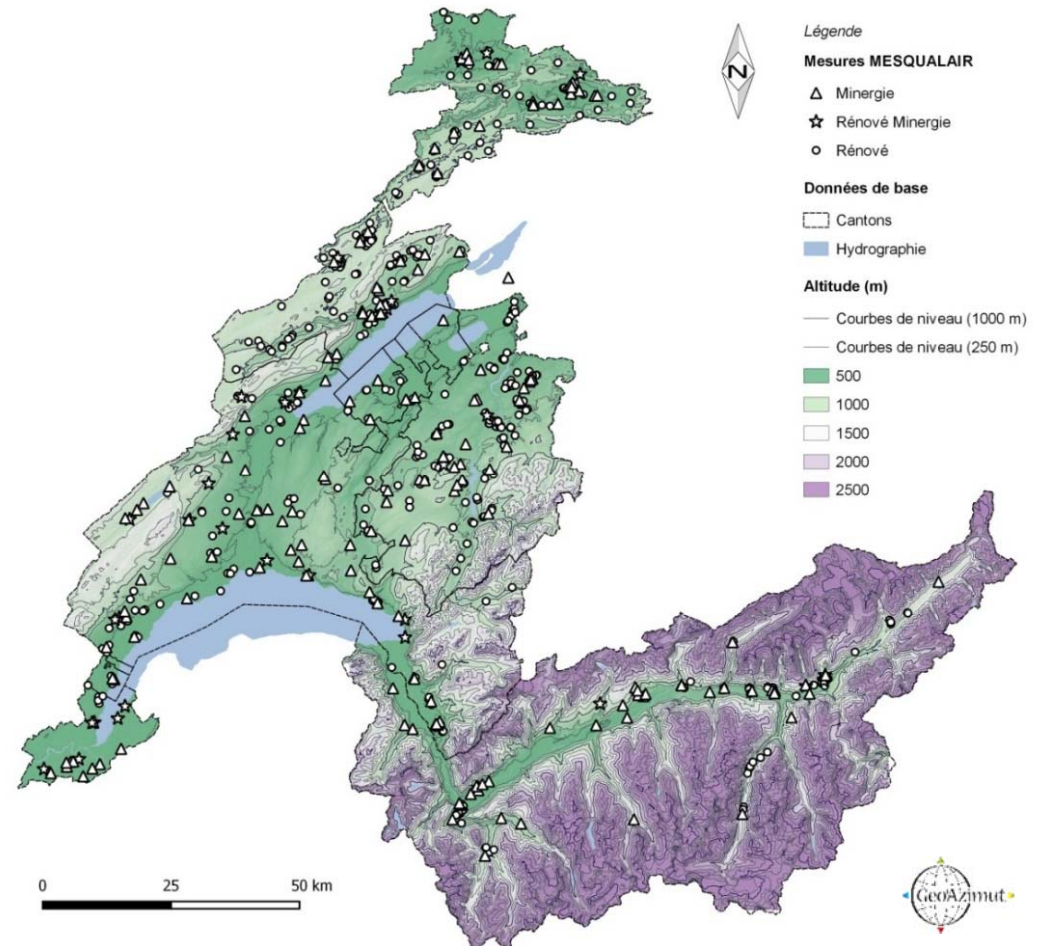 N
Légende
Mesures MESQUALAIR
Minergie
Rénové Minergie
Rénové
Données de base
Cantons
Hydrographie
Altitude (m)
Courbes de niveau (1000 m)
Courbes de niveau (250 m)
500
1000
1500
2000
2500
0 25 50 km
GeoAzimut